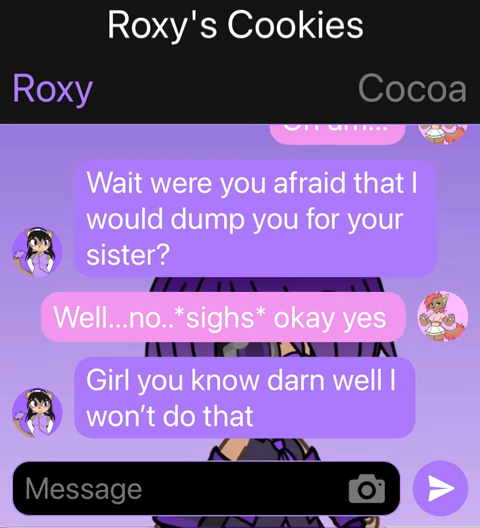 Roxy's Cookies
Roxy
Cocoa
Wait were you afraid that I
would dump you for your
sister?
Well...no..*sighs* okay yes
Girl you know darn well I
won’t do that
Message